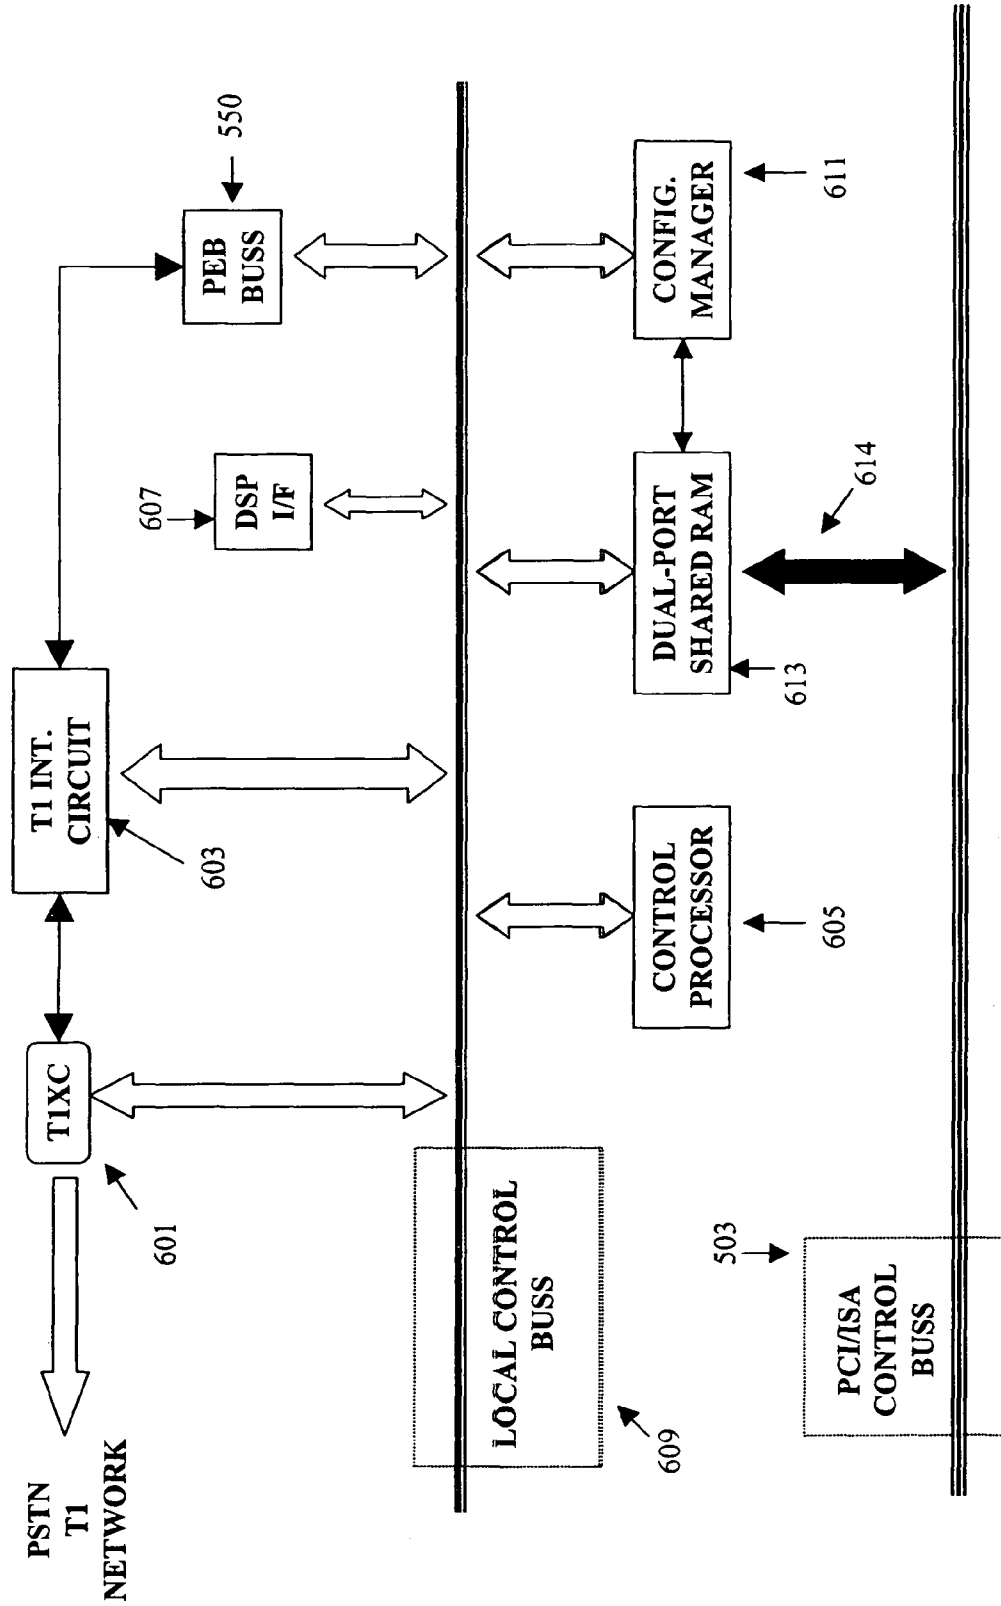 PSTN
T1
NETWORK
T1XC
601
T1 INT.
CIRCUIT
603
607
DSP
I/F
PEB
BUSS
550
LOCAL CONTROL
BUSS
609
CONTROL
PROCESSOR
605
DUAL-PORT
SHARED RAM
613
614
CONFIG.
MANAGER
611
503
PCI/ISA
CONTROL
BUSS